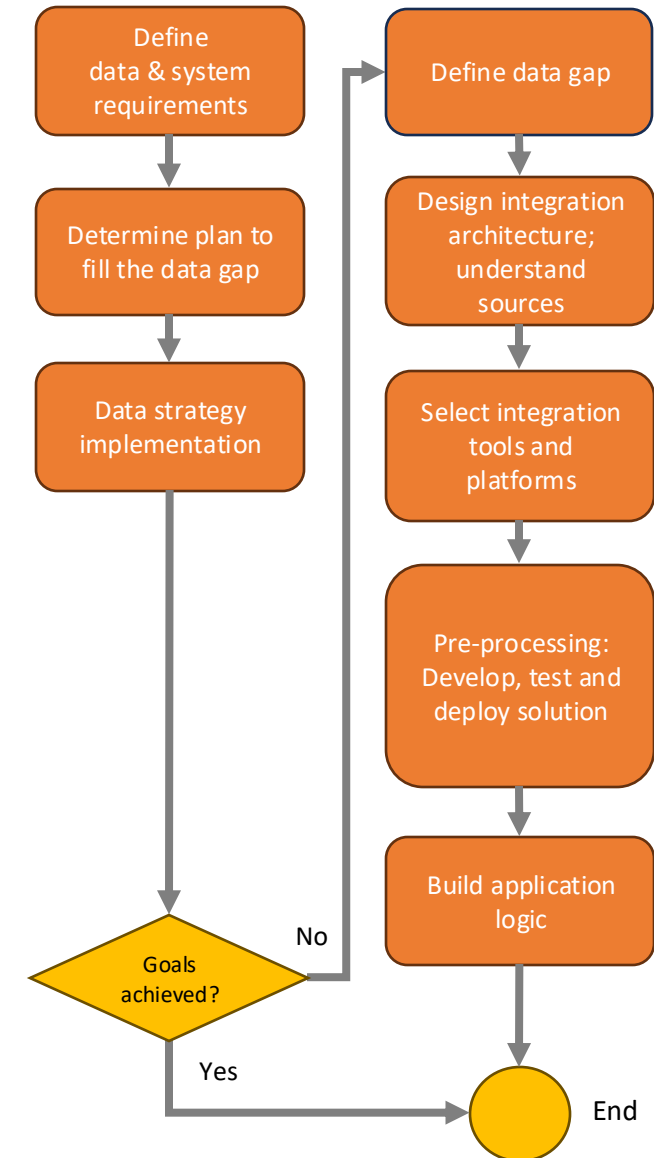 Define
data & system
requirements
Determine plan to
fill the data gap
Data strategy
implementation
Goals
achieved?
No
Yes
Define data gap
Design integration
architecture;
understand
sources
Select integration
tools and
platforms
Pre-processing:
Develop, test and
deploy solution
Build application
logic
End